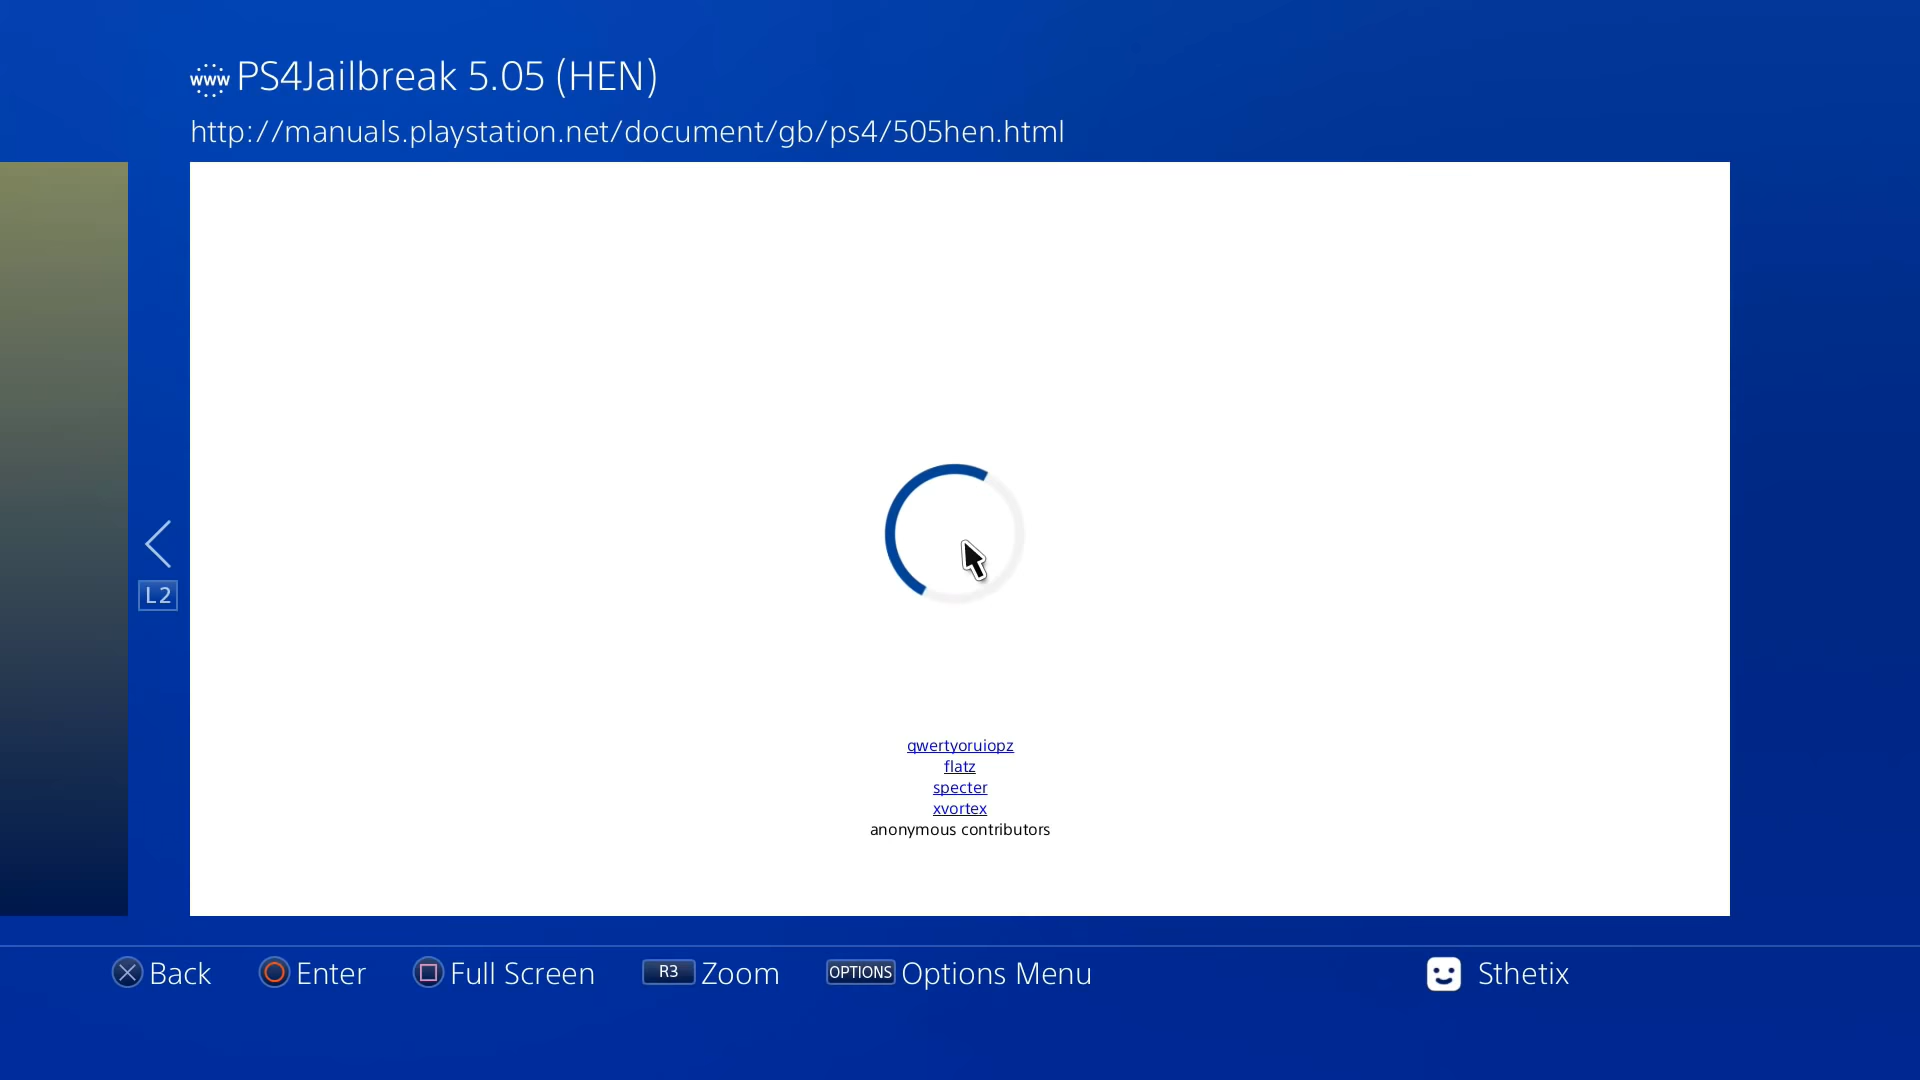 www PS4Jailbreak 5.05 (HEN)
http://manuals.playstation.net/document/gb/ps4/505hen.html
L2
qwertyoruiopz
flatz
specter
xvortex
anonymous contributors
Back Enter Full Screen R3 Zoom OPTIONS Options Menu Sthetix